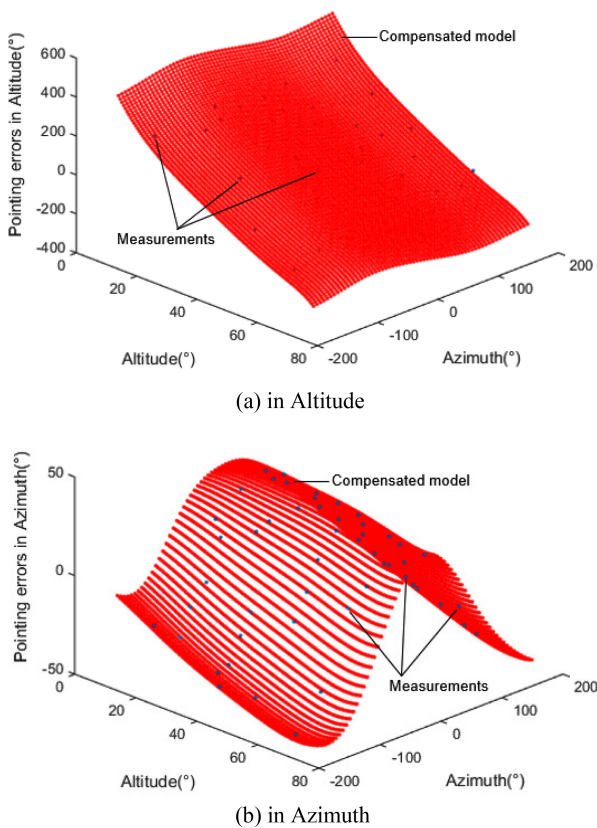 Compensated model
600
400
200
0
-200
-400
Pointing errors in Altitude(°)
Measurements
0
20
40
60
80
Altitude(°)
-200
-100
0
100
200
Azimuth(°)
(a) in Altitude
50
0
-50
Pointing errors in Azimuth(°)
Compensated model
Measurements
0
20
40
60
80
Altitude(°)
-200
-100
0
100
200
Azimuth(°)
(b) in Azimuth